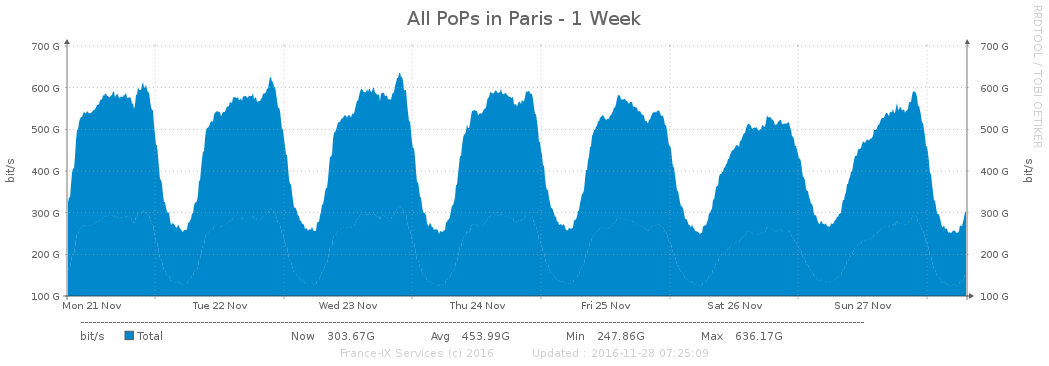 All PoPs in Paris - 1 Week
RRDTOOL / TOBI OETIKER
700 G 700 G
600 G 600 G
500 G 500 G
400 G 400 G
300 G 300 G
200 G 200 G
100 G 100 G
bit/s bit/s
Mon 21 Nov Tue 22 Nov Wed 23 Nov Thu 24 Nov Fri 25 Nov Sat 26 Nov Sun 27 Nov
bit/s Total Now 303.67G Avg 453.99G Min 247.86G Max 636.17G
France-IX Services (c) 2016 Updated : 2016-11-28 07:25:09